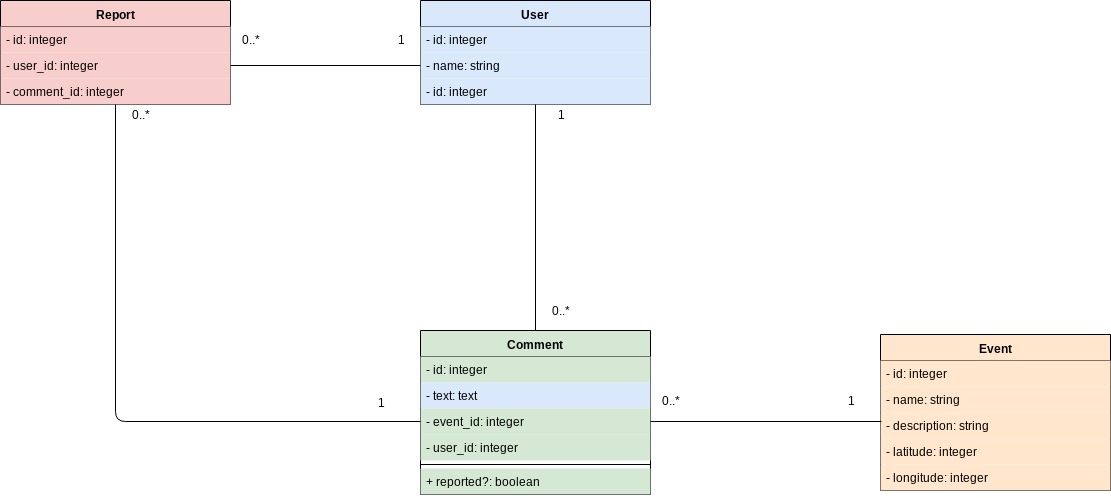 Report
- id: integer
- user_id: integer
- comment_id: integer
0..*
1
User
- id: integer
- name: string
- id: integer
0..*
1
0..*
1
Comment
- id: integer
- text: text
- event_id: integer
- user_id: integer
+ reported?: boolean
0..*
1
Event
- id: integer
- name: string
- description: string
- latitude: integer
- longitude: integer